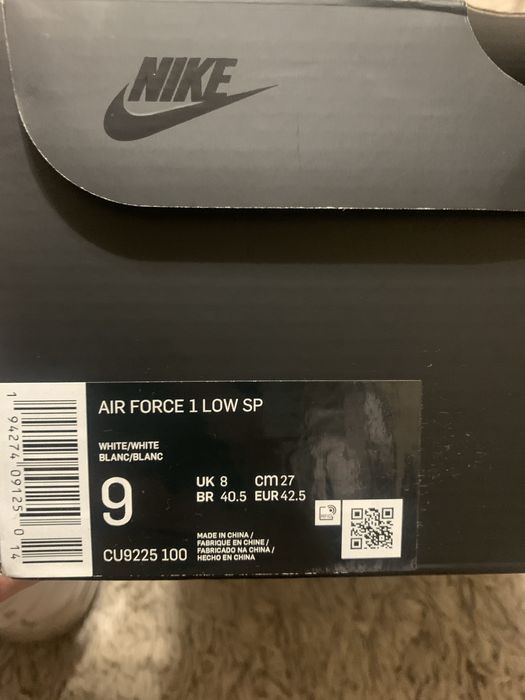 NIKE
AIR FORCE 1 LOW SP
WHITE/WHITE
BLANC/BLANC
9
UK 8 cm 27
BR 40.5 EUR 42.5
RFID
CU9225 100
MADE IN CHINA /
FABRIQUE EN CHINE /
FABRICADO NA CHINA /
HECHO EN CHINA
1 94274 09125 014